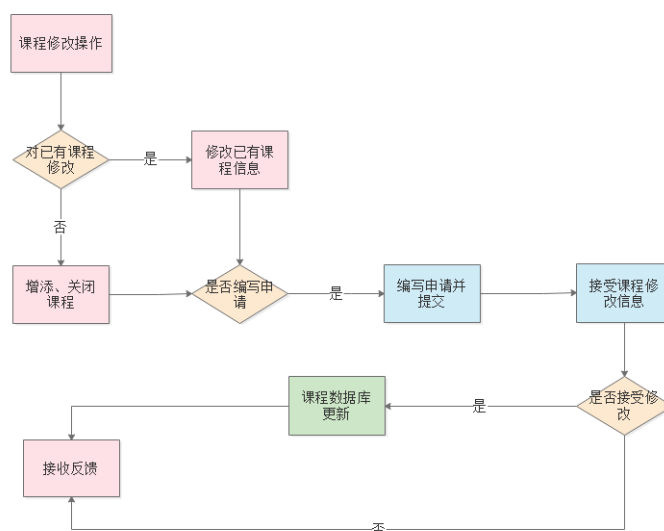 课程修改操作
对已有课程
修改
是
修改已有课
程信息
否
增添、关闭
课程
是否编写申
请
是
编写申请并
提交
接受课程修
改信息
是否接受修
改
是
课程数据库
更新
接收反馈
否